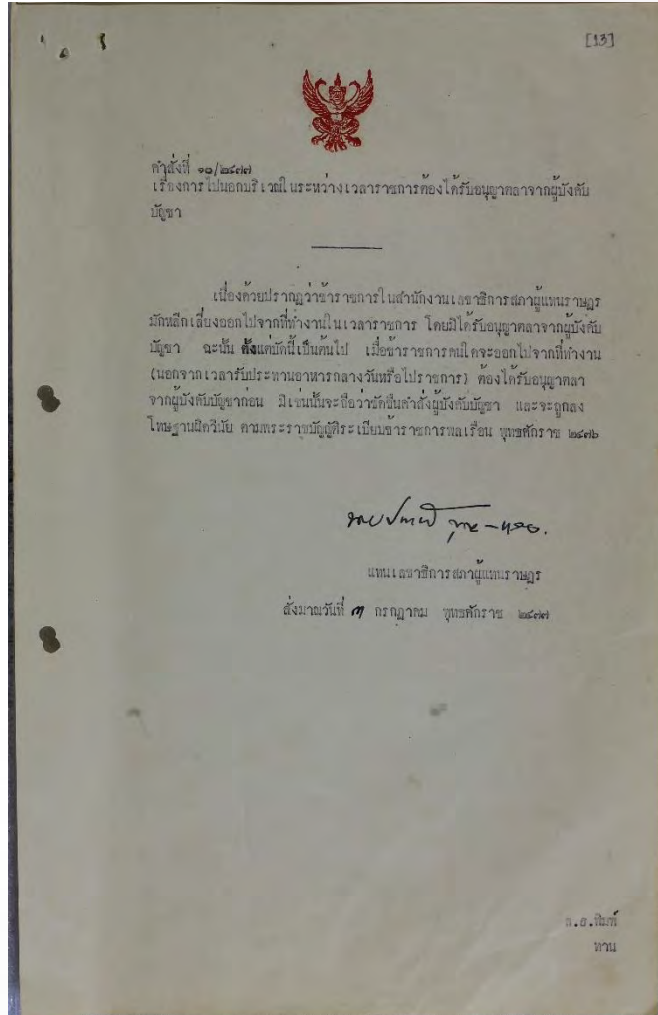 [13]
คำสั่งที่ ๑๐/๒๔๗๗
เรื่องการไปนอกบริเวณในระหว่างเวลาราชการต้องได้รับอนุญาตลาจากผู้บังคับ
บัญชา
เนื่องด้วยปรากฏว่าข้าราชการในสำนักงานเลขาธิการสภาผู้แทนราษฎร
มักหลีกเลี่ยงออกไปจากที่ทำงานในเวลาราชการ โดยมิได้รับอนุญาตลาจากผู้บังคับ
บัญชา ฉะนั้น ตั้งแต่บัดนี้เป็นต้นไป เมื่อข้าราชการคนใดจะออกไปจากที่ทำงาน
(นอกจากเวลารับประทานอาหารกลางวันหรือไปราชการ) ต้องได้รับอนุญาตลา
จากผู้บังคับบัญชาก่อน มิเช่นนั้นจะถือว่าขัดขืนคำสั่งผู้บังคับบัญชา และจะถูกลง
โทษฐานผิดวินัย ตามพระราชบัญญัติระเบียบข้าราชการพลเรือน พุทธศักราช ๒๔๗๖
แทนเลขาธิการสภาผู้แทนราษฎร
สั่งมาณวันที่ ๓ กรกฎาคม พุทธศักราช ๒๔๗๗
พิมพ์
ทาน